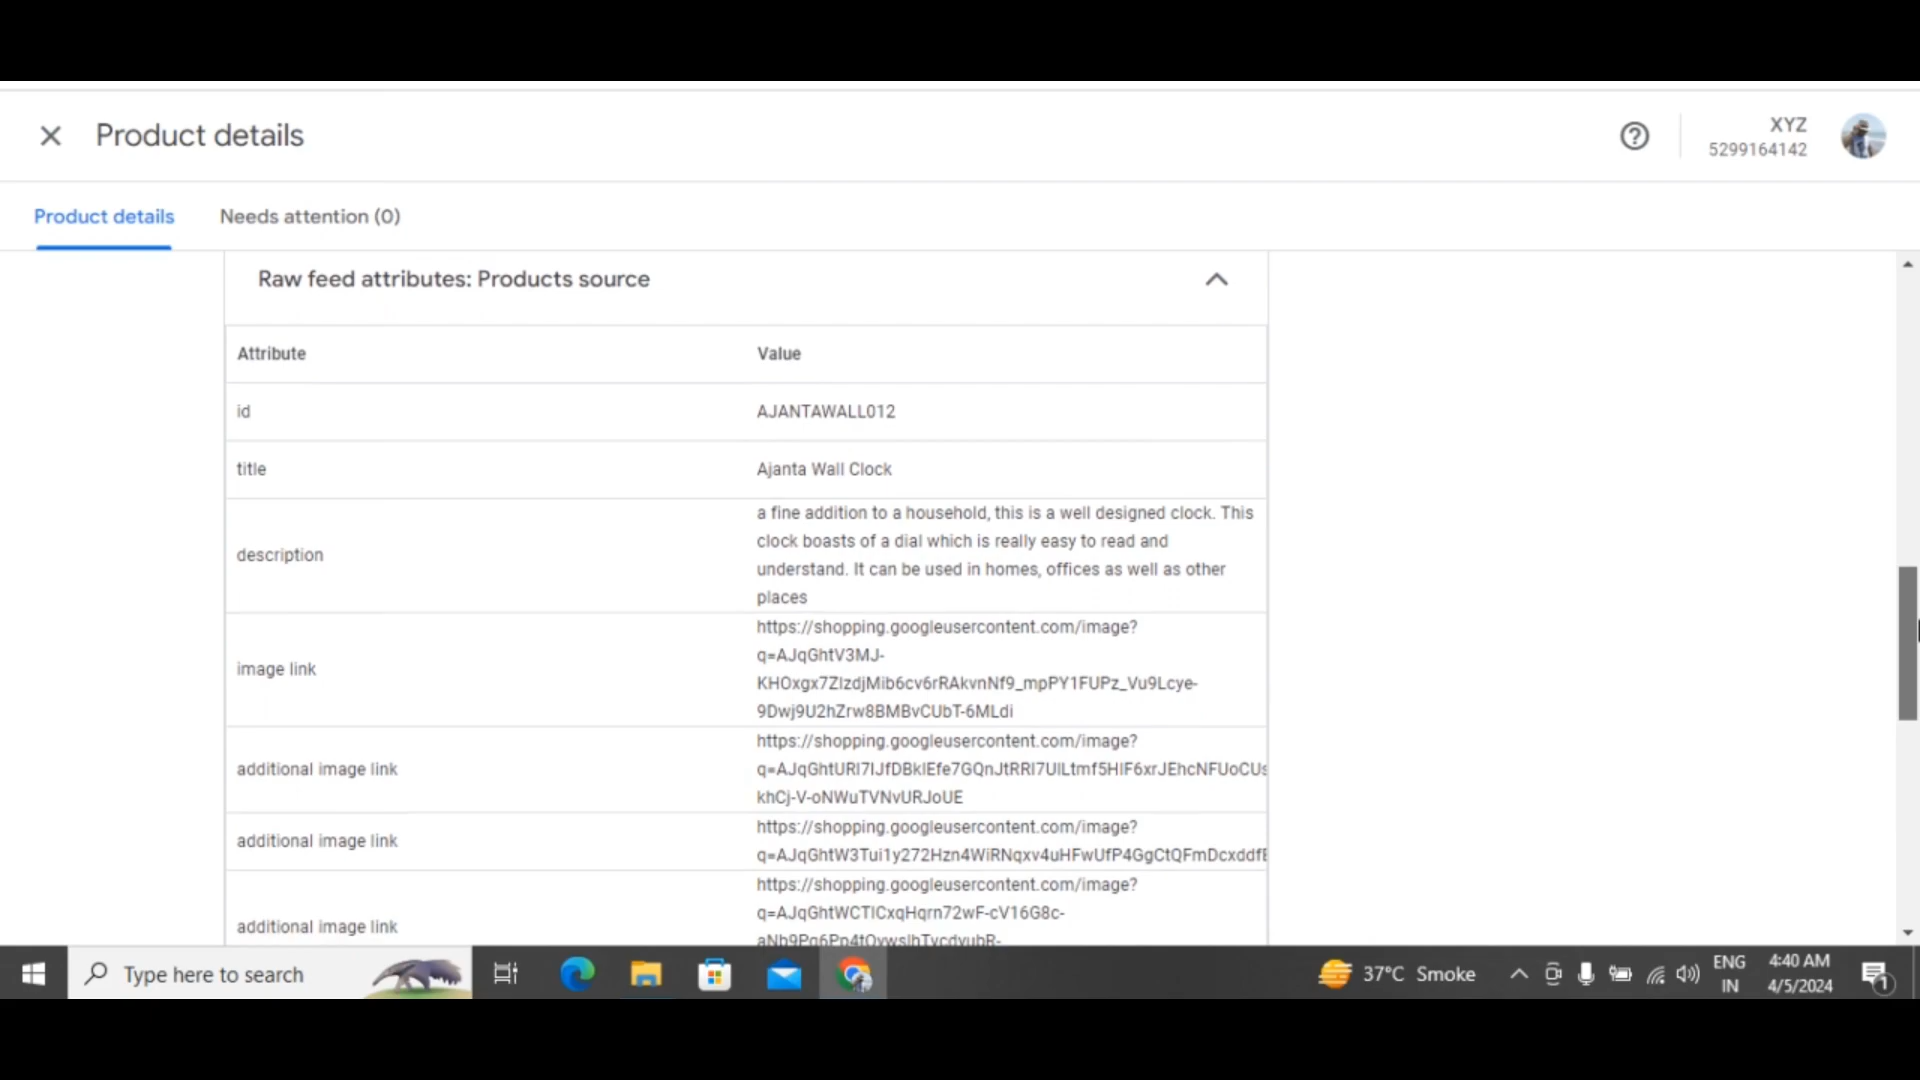 Product details
XYZ
5299164142
Product details
Needs attention (0)
Raw feed attributes: Products source
Attribute
Value
id
AJANTAWALL012
title
Ajanta Wall Clock
description
a fine addition to a household, this is a well designed clock. This
clock boasts of a dial which is really easy to read and
understand. It can be used in homes, offices as well as other
places
image link
https://shopping.googleusercontent.com/image?
q=AJqGhtV3MJ-
9Dwj9U2hZrw8BMBvCUbT-6MLdi
additional image link
https://shopping.googleusercontent.com/image?
khCj-V-oNWuTVNvURJoUE
additional image link
https://shopping.googleusercontent.com/image?
additional image link
https://shopping.googleusercontent.com/image?
Type here to search
37°C Smoke
ENG
IN
4:40 AM
4/5/2024
1